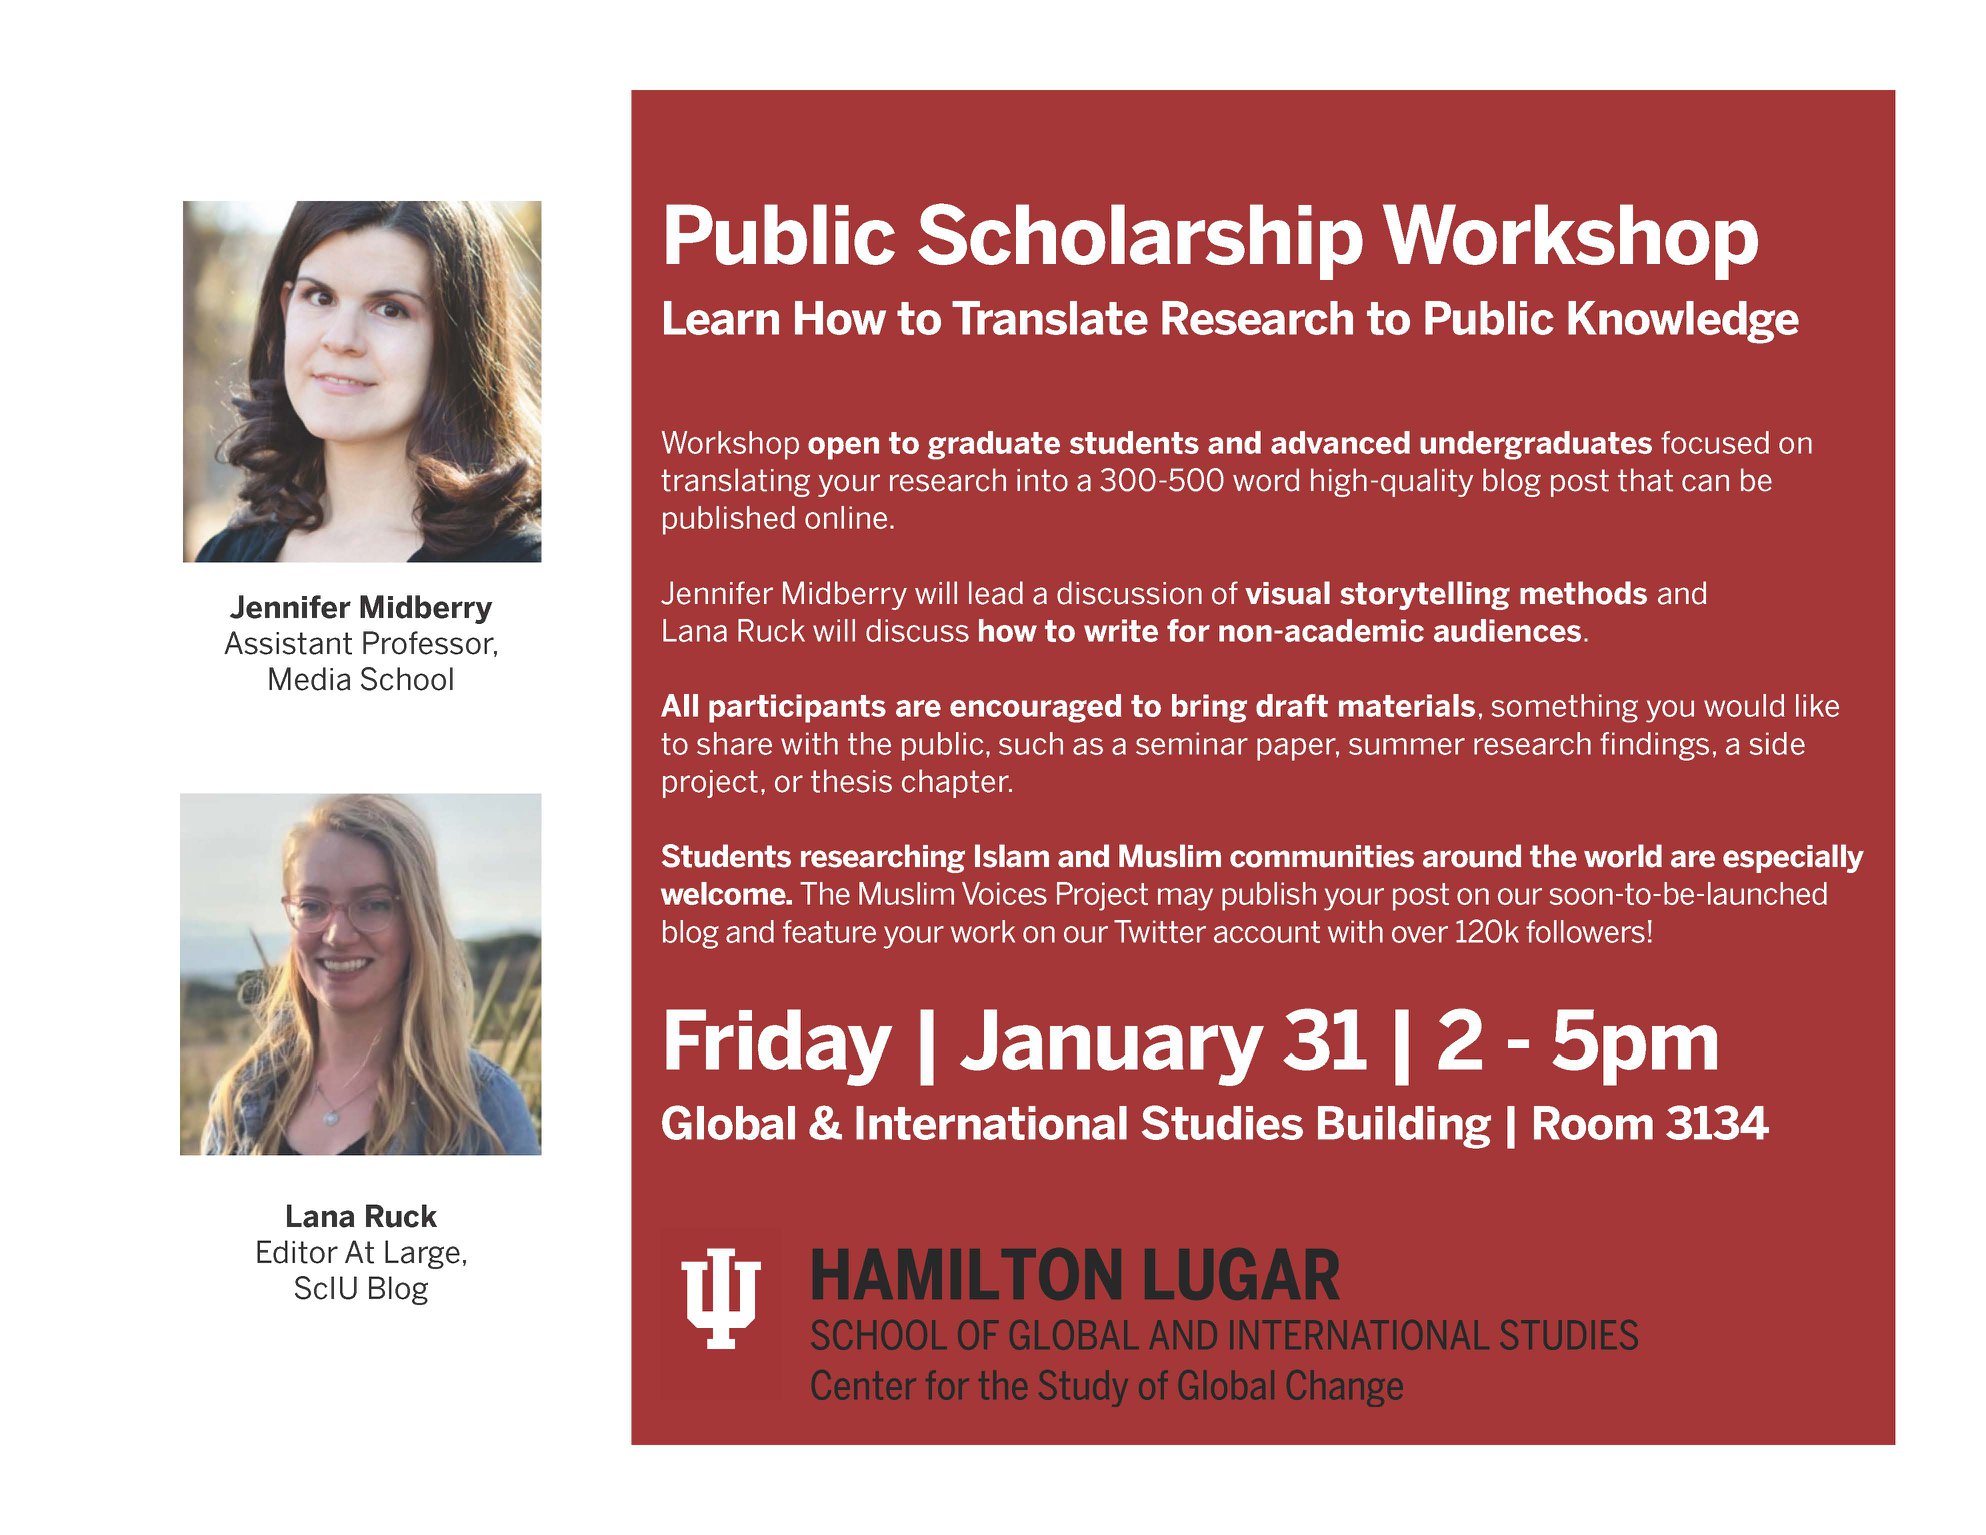 Jennifer Midberry
Assistant Professor,
Media School
Lana Ruck
Editor At Large,
ScIU Blog
Public Scholarship Workshop
Learn How to Translate Research to Public Knowledge
Workshop open to graduate students and advanced undergraduates focused on
translating your research into a 300-500 word high-quality blog post that can be
published online.
Jennifer Midberry will lead a discussion of visual storytelling methods and
Lana Ruck will discuss how to write for non-academic audiences.
All participants are encouraged to bring draft materials, something you would like
to share with the public, such as a seminar paper, summer research findings, a side
project, or thesis chapter.
Students researching Islam and Muslim communities around the world are especially
welcome. The Muslim Voices Project may publish your post on our soon-to-be-launched
blog and feature your work on our Twitter account with over 120k followers!
Friday | January 31 | 2 - 5pm
Global & International Studies Building | Room 3134
HAMILTON LUGAR
SCHOOL OF GLOBAL AND INTERNATIONAL STUDIES
Center for the Study of Global Change